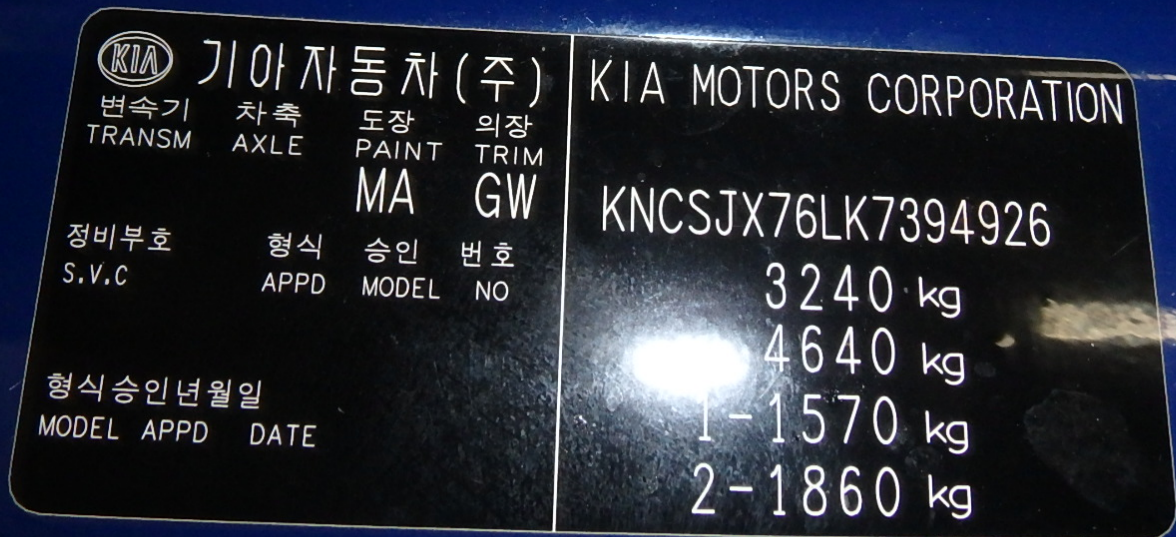 KIA 기아자동차(주)
변속기 차축 도장 의장
TRANSM AXLE PAINT TRIM
MA GW
정비부호 형식 승인 번호
S.V.C APPD MODEL NO
형식승인년월일
MODEL APPD DATE
KIA MOTORS CORPORATION
KNCSJX76LK7394926
3240 kg
4640 kg
1-1570 kg
2-1860 kg